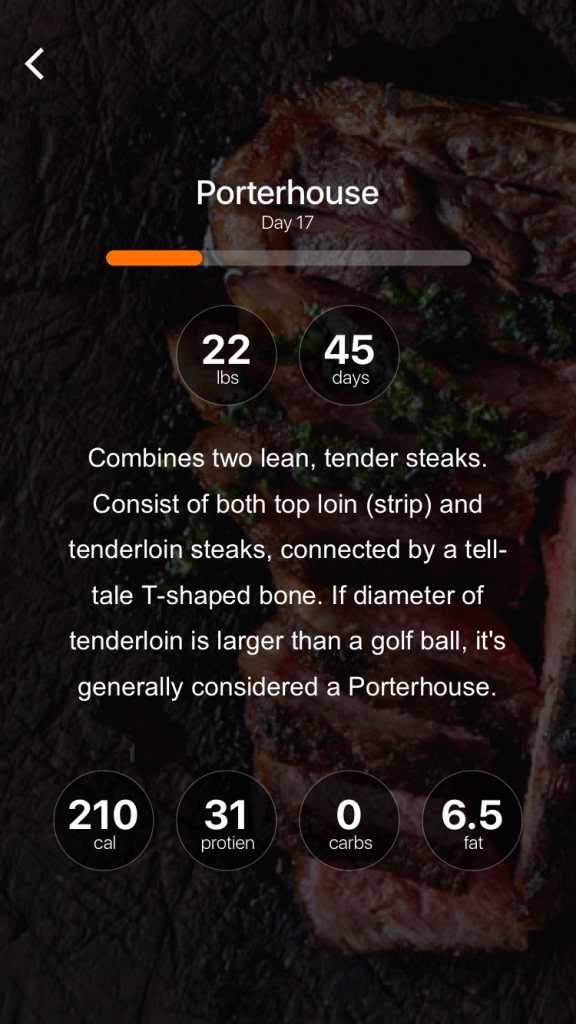 Porterhouse
Day 17
22
lbs
45
days
Combines two lean, tender steaks.
Consist of both top loin (strip) and
tenderloin steaks, connected by a tell-
tale T-shaped bone. If diameter of
tenderloin is larger than a golf ball, it's
generally considered a Porterhouse.
210
cal
31
protien
0
carbs
6.5
fat